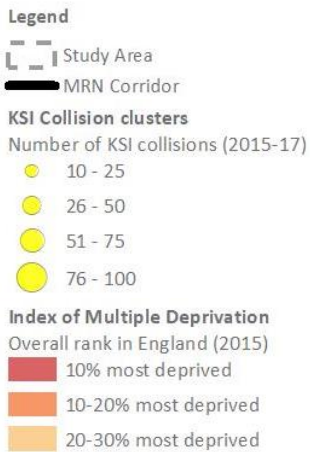 Legend
Study Area
MRN Corridor
KSI Collision clusters
Number of KSI collisions (2015-17)
10 - 25
26 - 50
51 - 75
76 - 100
Index of Multiple Deprivation
Overall rank in England (2015)
10% most deprived
10-20% most deprived
20-30% most deprived